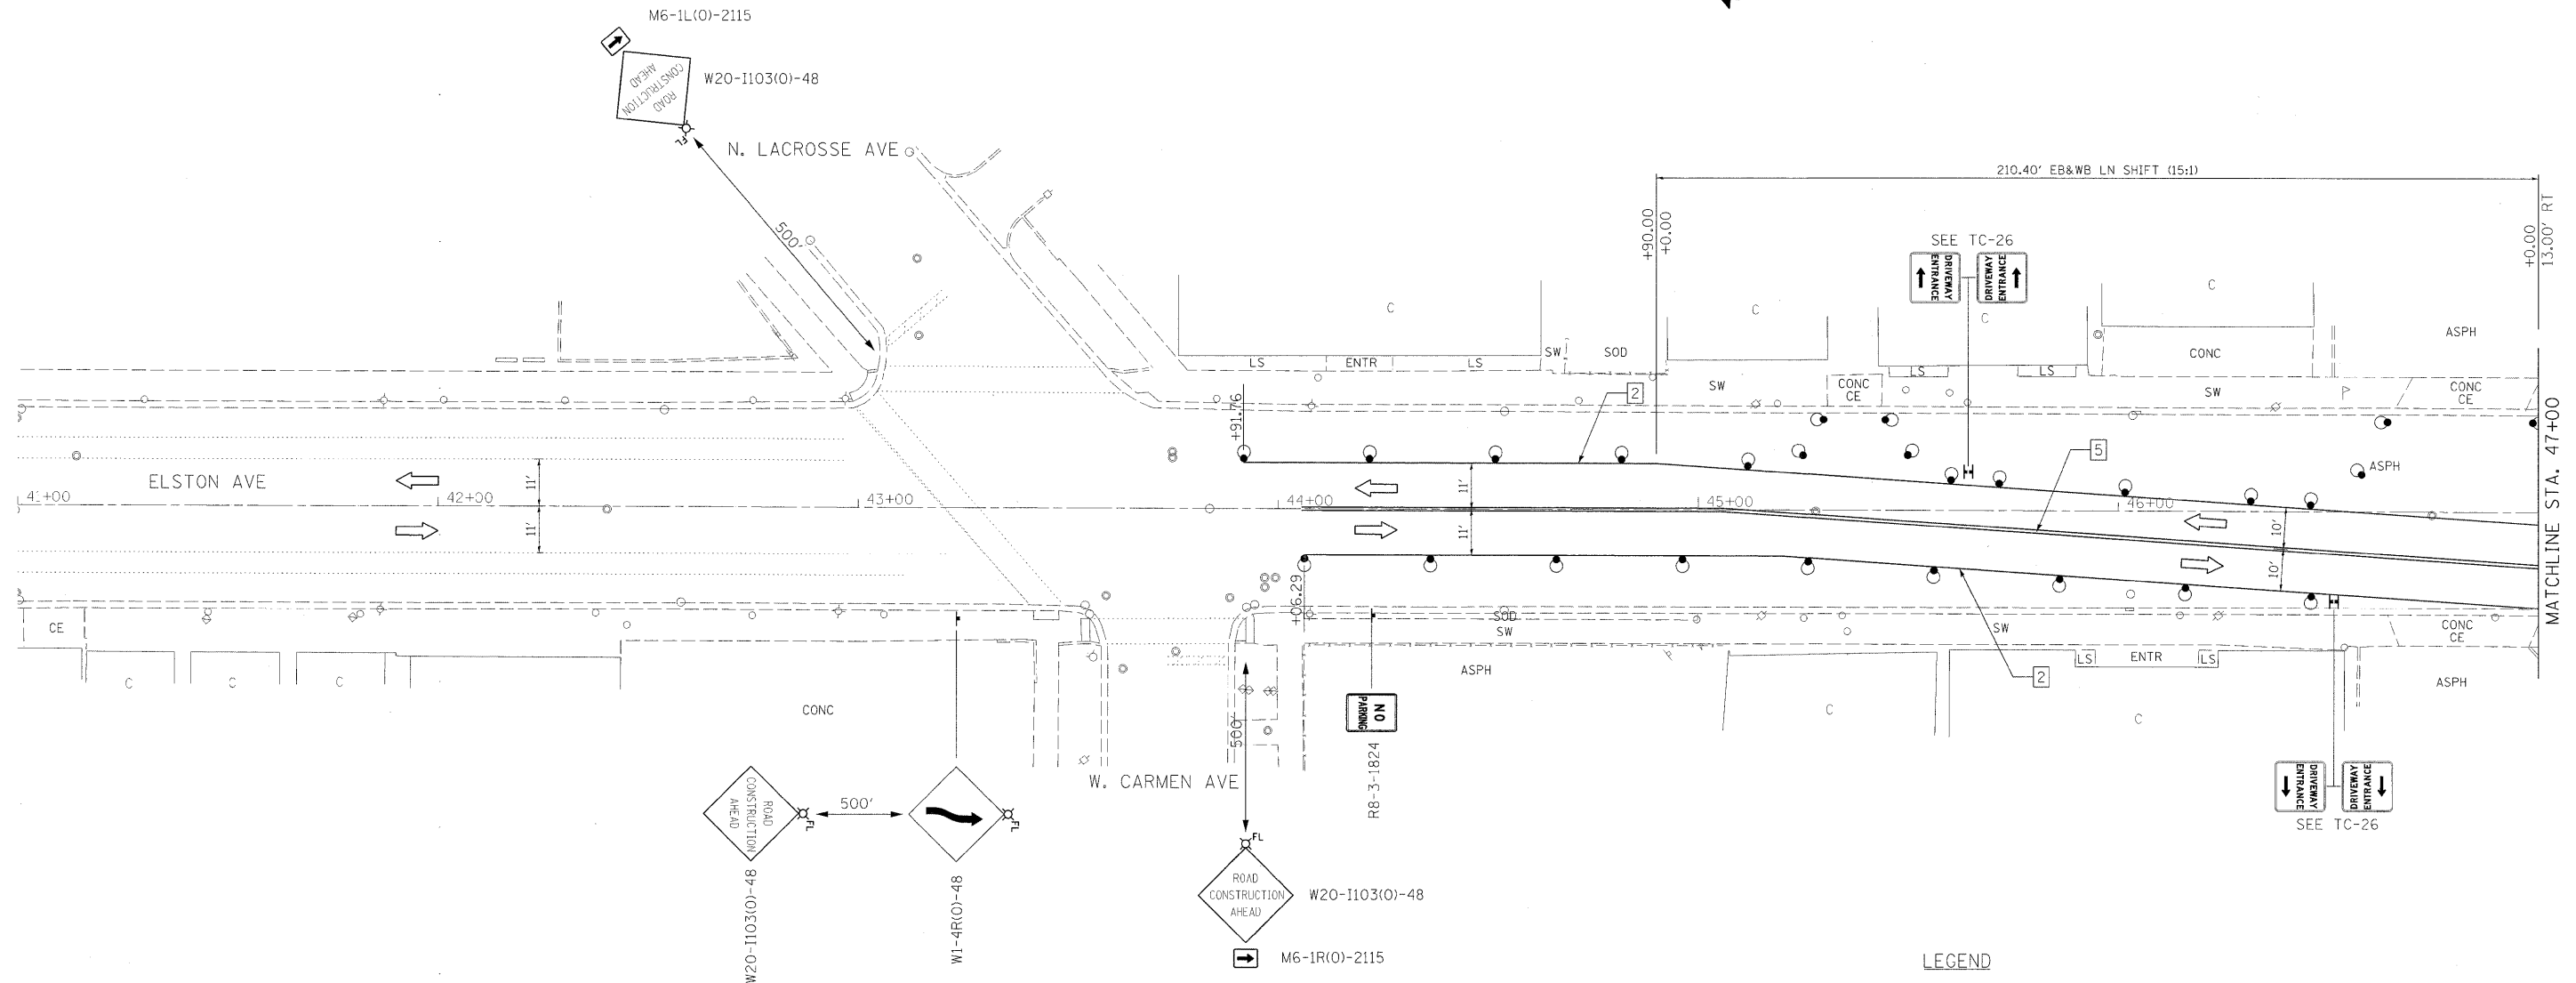 M6-1L(O)-2115
ROAD
CONSTRUCTION
AHEAD
W20-I103(O)-48
FL
500'
N. LACROSSE AVE
210.40' EB&WB LN SHIFT (15:1)
+90.00
+0.00
+0.00
13.00' RT
SEE TC-26
DRIVEWAY
ENTRANCE
DRIVEWAY
ENTRANCE
C
C
C
C
ASPH
LS
ENTR
LS
SW
SOD
SW
CONC
CE
LS
LS
CONC
SW
CONC
CE
2
+91.76
ELSTON AVE
11'
11'
11'
11'
5
ASPH
41+00
42+00
43+00
44+00
45+00
46+00
10'
10'
MATCHLINE STA. 47+00
+06.29
CE
C
C
C
CONC
SOD
SW
ASPH
SW
LS
ENTR
LS
CONC
CE
ASPH
2
C
C
500'
W. CARMEN AVE
NO
PARKING
R8-3-1824
ROAD
CONSTRUCTION
AHEAD
FL
500'
FL
W20-I103(O)-48
W1-4R(O)-48
FL
ROAD
CONSTRUCTION
AHEAD
W20-I103(O)-48
M6-1R(O)-2115
DRIVEWAY
ENTRANCE
DRIVEWAY
ENTRANCE
SEE TC-26
LEGEND